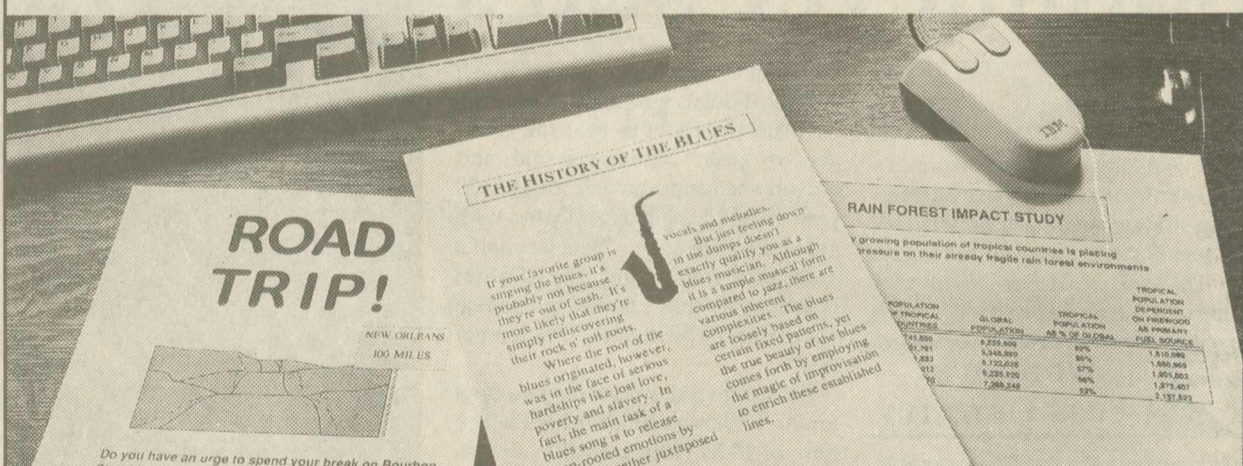 ROAD
TRIP!
NEW ORLEANS
100 MILES
Do you have an urge to spend your break on Bourbon
THE HISTORY OF THE BLUES
If your favorite group is
singing the blues, it's
probably not because
they're out of cash. It's
more likely that they're
simply rediscovering
their rock n' roll roots.
Where the root of the
blues originated, however,
was in the face of serious
hardships like lost love,
poverty and slavery. In
fact, the main task of a
blues song is to release
rooted emotions by
juxtaposed
vocals and melodies.
But just feeling down
in the dumps doesn't
exactly qualify you as a
blues musician. Although
it is a simple musical form
compared to jazz, there are
various inherent
complexities. The blues
are loosely based on
certain fixed patterns, yet
the true beauty of the blues
comes forth by employing
the magic of improvisation
to enrich these established
lines.
IBM
RAIN FOREST IMPACT STUDY
growing population of tropical countries is placing
pressure on their already fragile rain forest environments
POPULATION
TROPICAL
GLOBAL
POPULATION
TROPICAL
POPULATION
AS % OF GLOBAL
TROPICAL
POPULATION
DEPENDENT
ON FIREWOOD
AS PRIMARY
FUEL SOURCE